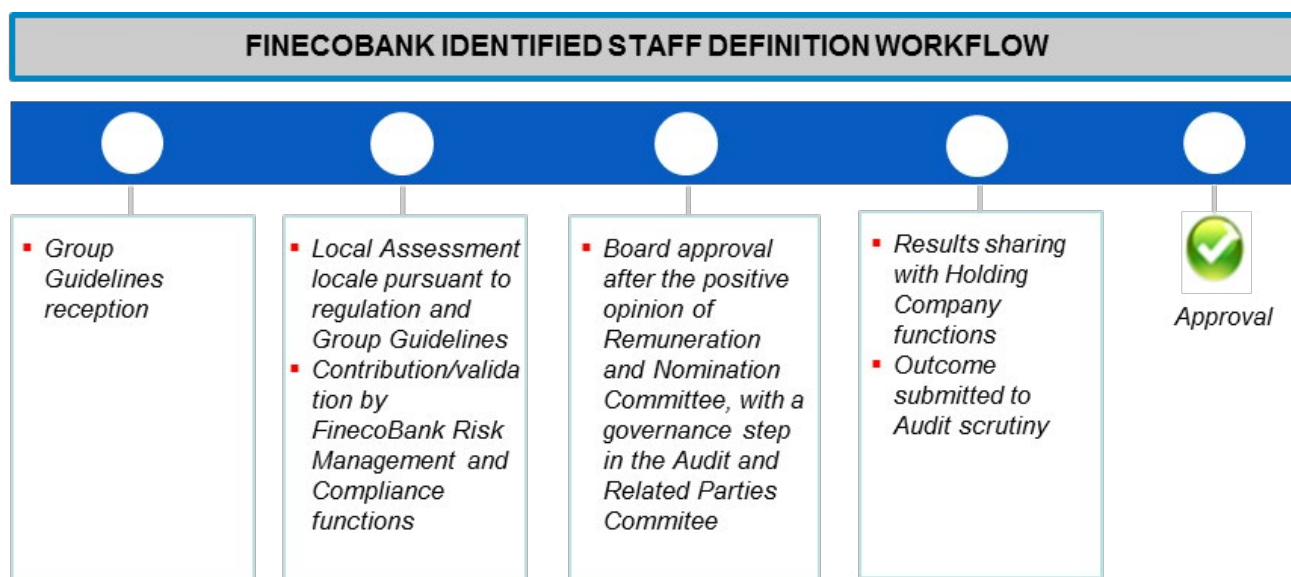 FINECOBANK IDENTIFIED STAFF DEFINITION WORKFLOW
▪ Group
Guidelines
reception
▪ Local Assessment
locale pursuant to
regulation and
Group Guidelines
▪ Contribution/valida
tion by
FinecoBank Risk
Management and
Compliance
functions
▪ Board approval
after the positive
opinion of
Remuneration
and Nomination
Committee, with a
governance step
in the Audit and
Related Parties
Commitee
▪ Results sharing
with Holding
Company
functions
▪ Outcome
submitted to
Audit scrutiny
Approval